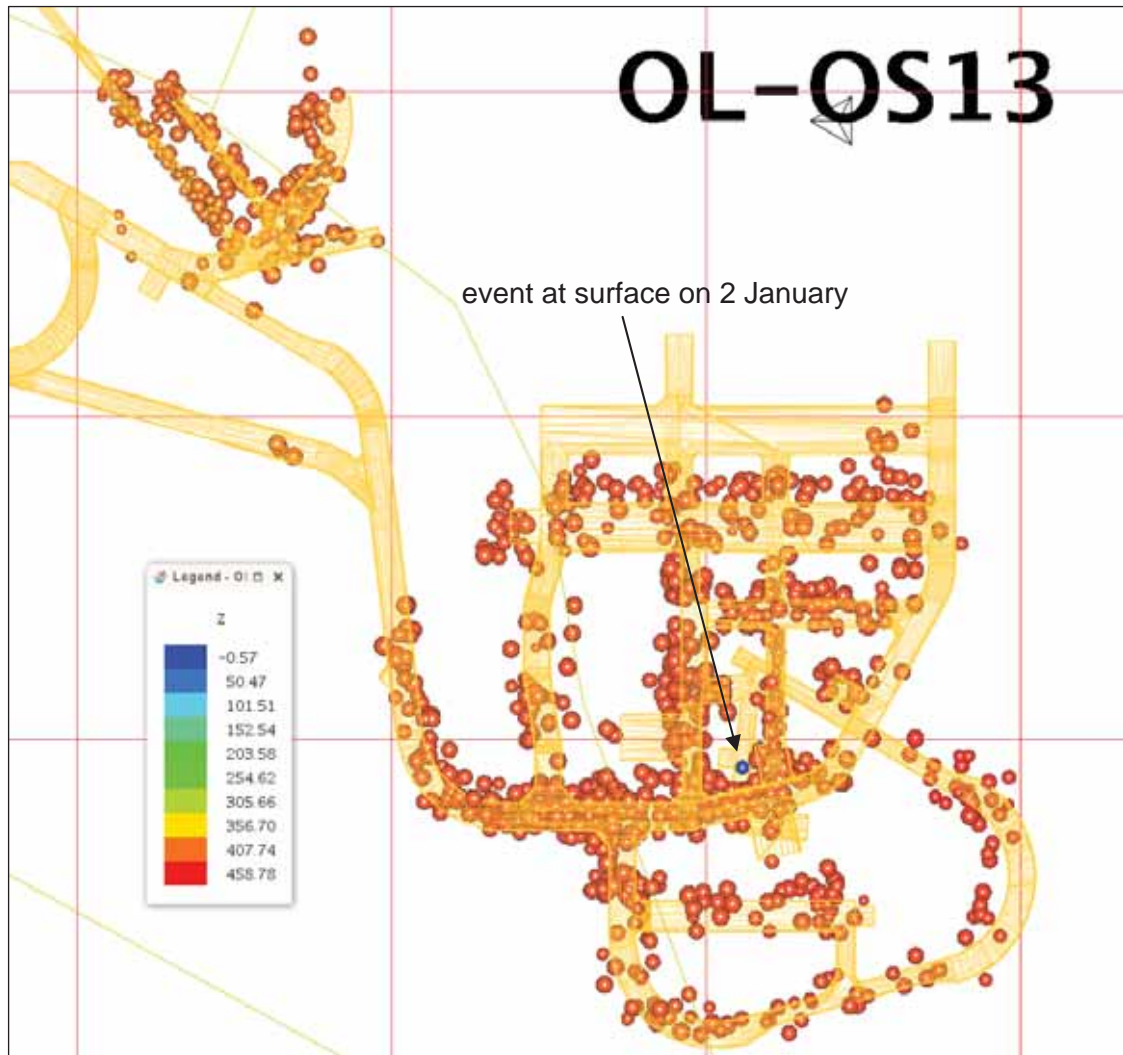 OL-OS13
event at surface on 2 January
Legend - Ol
Z
-0.57
50.47
101.51
152.54
203.58
254.62
305.66
356.70
407.74
458.78